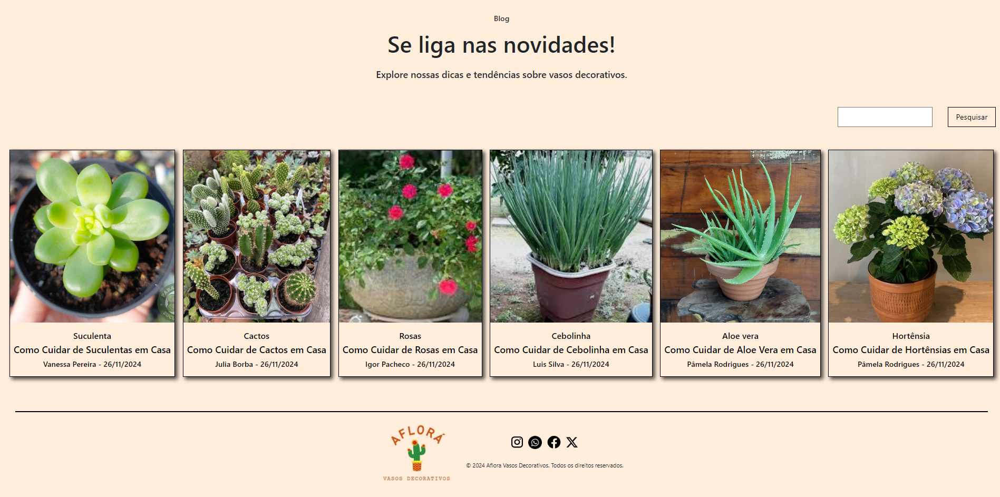 Blog
Se liga nas novidades!
Explore nossas dicas e tendências sobre vasos decorativos.
Pesquisar
Suculenta
Como Cuidar de Suculentas em Casa
Vanessa Pereira - 26/11/2024
Cactos
Como Cuidar de Cactos em Casa
Julia Borba - 26/11/2024
Rosas
Como Cuidar de Rosas em Casa
Igor Pacheco - 26/11/2024
Cebolinha
Como Cuidar de Cebolinha em Casa
Luis Silva - 26/11/2024
Aloe vera
Como Cuidar de Aloe Vera em Casa
Pâmela Rodrigues - 26/11/2024
Hortênsia
Como Cuidar de Hortênsias em Casa
Pâmela Rodrigues - 26/11/2024
AFLORÁ
VASOS DECORATIVOS
© 2024 Aflora Vasos Decorativos. Todos os direitos reservados.